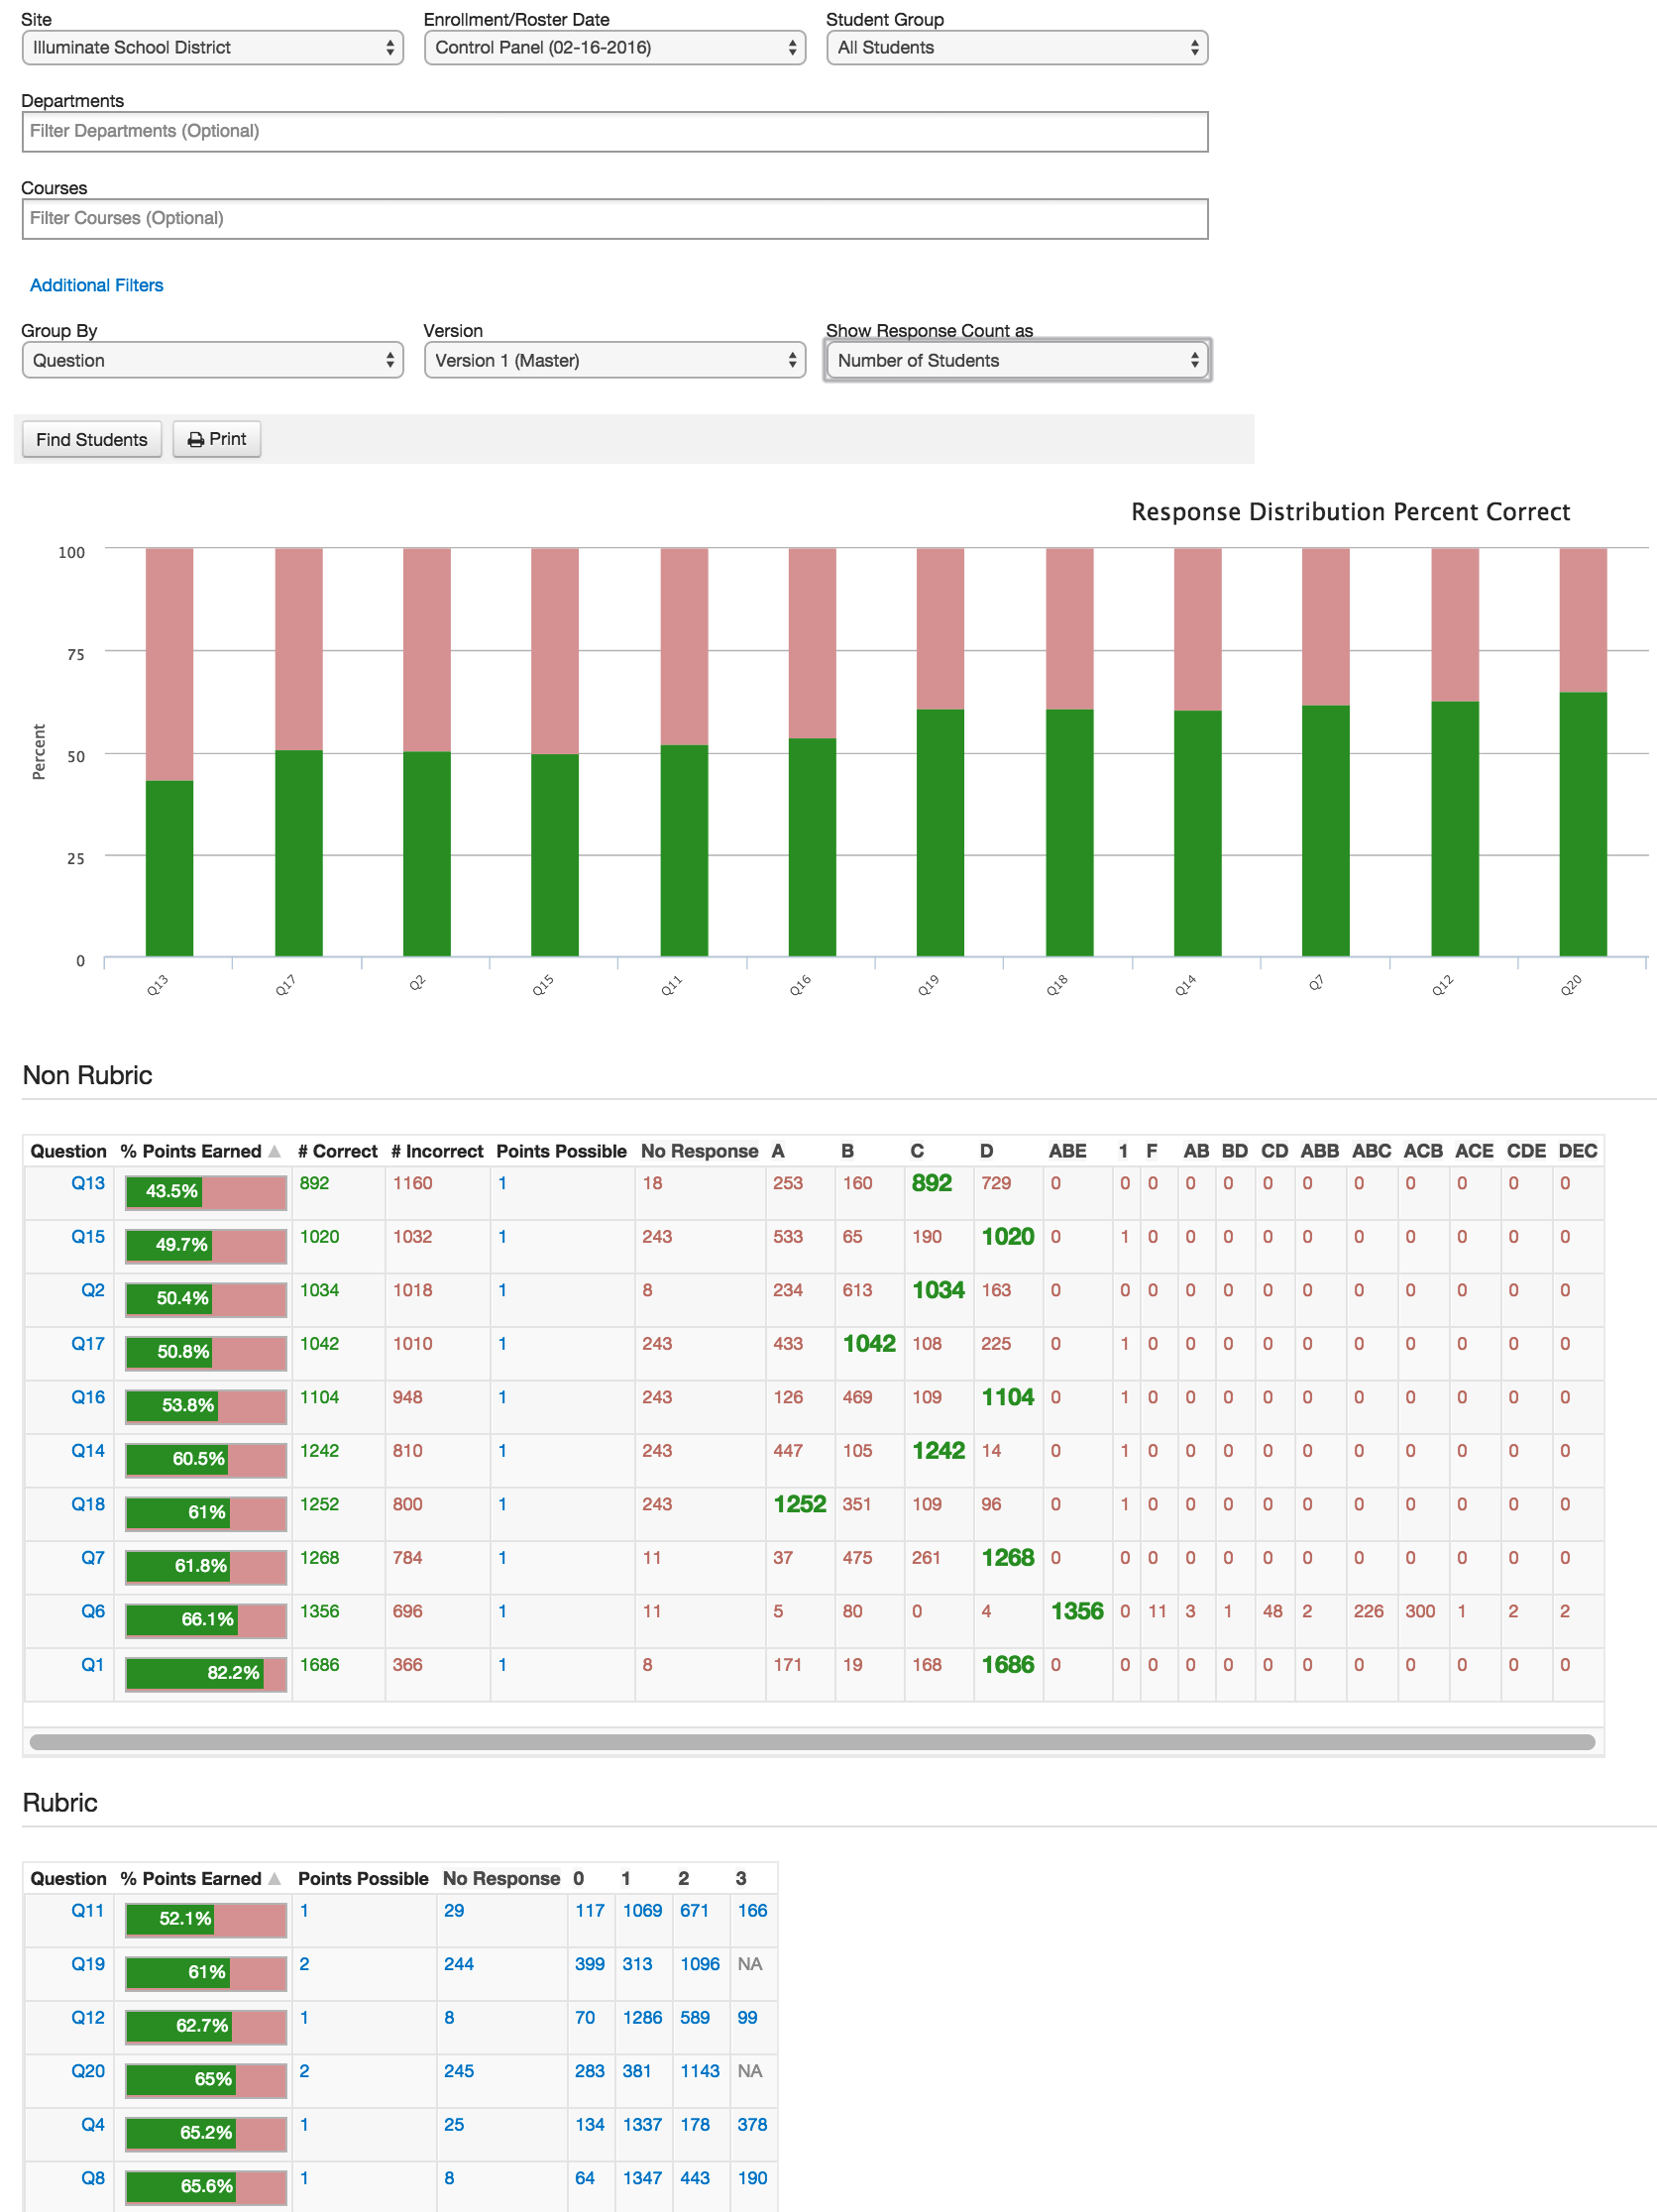 Site Enrollment/Roster Date Student Group
Illuminate School District Control Panel (02-16-2016) All Students
Departments
Filter Departments (Optional)
Courses
Filter Courses (Optional)
Additional Filters
Group By Version Show Response Count as
Question Version 1 (Master) Number of Students
Find Students Print
Response Distribution Percent Correct
100
75
50
25
0
Percent
Q13 Q17 Q2 Q15 Q11 Q16 Q19 Q18 Q14 Q7 Q12 Q20
Non Rubric
Question % Points Earned # Correct # Incorrect Points Possible No Response A B C D ABE 1 F AB BD CD ABB ABC ACB ACE CDE DEC
Q13 43.5% 892 1160 1 18 253 160 892 729 0 0 0 0 0 0 0 0 0 0 0 0
Q15 49.7% 1020 1032 1 243 533 65 190 1020 0 1 0 0 0 0 0 0 0 0 0 0
Q2 50.4% 1034 1018 1 8 234 613 1034 163 0 0 0 0 0 0 0 0 0 0 0 0
Q17 50.8% 1042 1010 1 243 433 1042 108 225 0 1 0 0 0 0 0 0 0 0 0 0
Q16 53.8% 1104 948 1 243 126 469 109 1104 0 1 0 0 0 0 0 0 0 0 0 0
Q14 60.5% 1242 810 1 243 447 105 1242 14 0 1 0 0 0 0 0 0 0 0 0 0
Q18 61% 1252 800 1 243 1252 351 109 96 0 1 0 0 0 0 0 0 0 0 0 0
Q7 61.8% 1268 784 1 11 37 475 261 1268 0 0 0 0 0 0 0 0 0 0 0 0
Q6 66.1% 1356 696 1 11 5 80 0 4 1356 0 11 3 1 48 2 226 300 1 2 2
Q1 82.2% 1686 366 1 8 171 19 168 1686 0 0 0 0 0 0 0 0 0 0 0 0
Rubric
Question % Points Earned Points Possible No Response 0 1 2 3
Q11 52.1% 1 29 117 1069 671 166
Q19 61% 2 244 399 313 1096 NA
Q12 62.7% 1 8 70 1286 589 99
Q20 65% 2 245 283 381 1143 NA
Q4 65.2% 1 25 134 1337 178 378
Q8 65.6% 1 8 64 1347 443 190